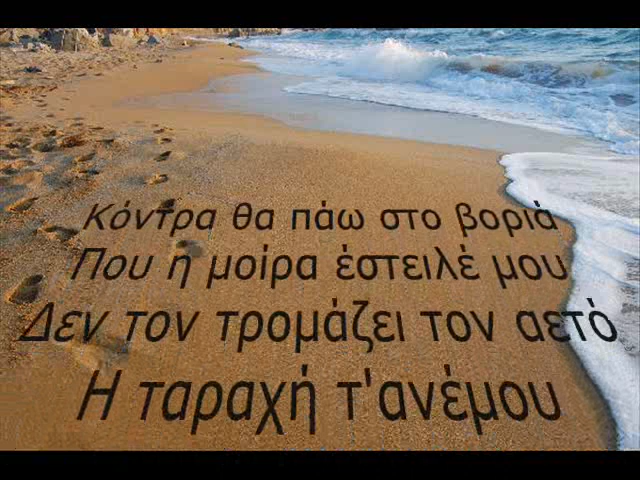 Κόντρα θα πάω στο βοριά
Που η μοίρα έστειλέ μου
Δεν τον τρομάζει τον αετό
Η ταραχή τ'ανέμου